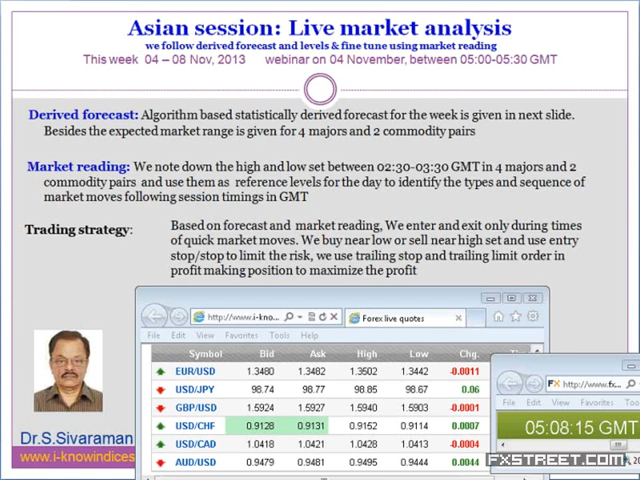 Asian session: Live market analysis
we follow derived forecast and levels & fine tune using market reading
This week 04 – 08 Nov, 2013 webinar on 04 November, between 05:00-05:30 GMT
Derived forecast: Algorithm based statistically derived forecast for the week is given in next slide.
Besides the expected market range is given for 4 majors and 2 commodity pairs
Market reading: We note down the high and low set between 02:30-03:30 GMT in 4 majors and 2
commodity pairs and use them as reference levels for the day to identify the types and sequence of
market moves following session timings in GMT
Trading strategy: Based on forecast and market reading, We enter and exit only during times
of quick market moves. We buy near low or sell near high set and use entry
stop/stop to limit the risk, we use trailing stop and trailing limit order in
profit making position to maximize the profit
http://www.i-kno... Forex live quotes
File Edit View Favorites Tools Help
Symbol Bid Ask High Low Chg.
EUR/USD 1.3480 1.3482 1.3502 1.3442 -0.0011
USD/JPY 98.74 98.77 98.85 98.67 0.06
GBP/USD 1.5924 1.5927 1.5940 1.5903 -0.0001
USD/CHF 0.9128 0.9131 0.9152 0.9114 0.0007
USD/CAD 1.0418 1.0421 1.0428 1.0413 -0.0004
AUD/USD 0.9479 0.9481 0.9495 0.9444 0.0044
FX http://www.fx...
File Edit View Favorites
05:08:15 GMT
Dr.S.Sivaraman
www.i-knowindices
FXSTREET.COM